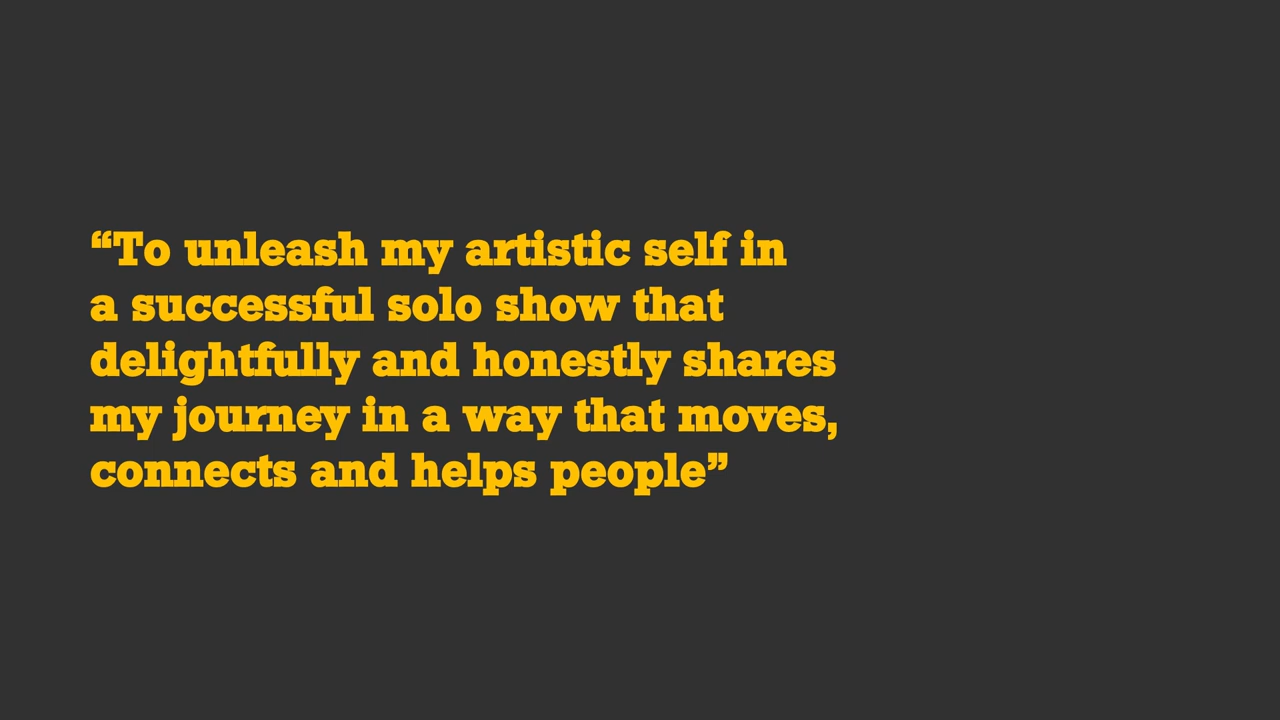 “To unleash my artistic self in
a successful solo show that
delightfully and honestly shares
my journey in a way that moves,
connects and helps people”